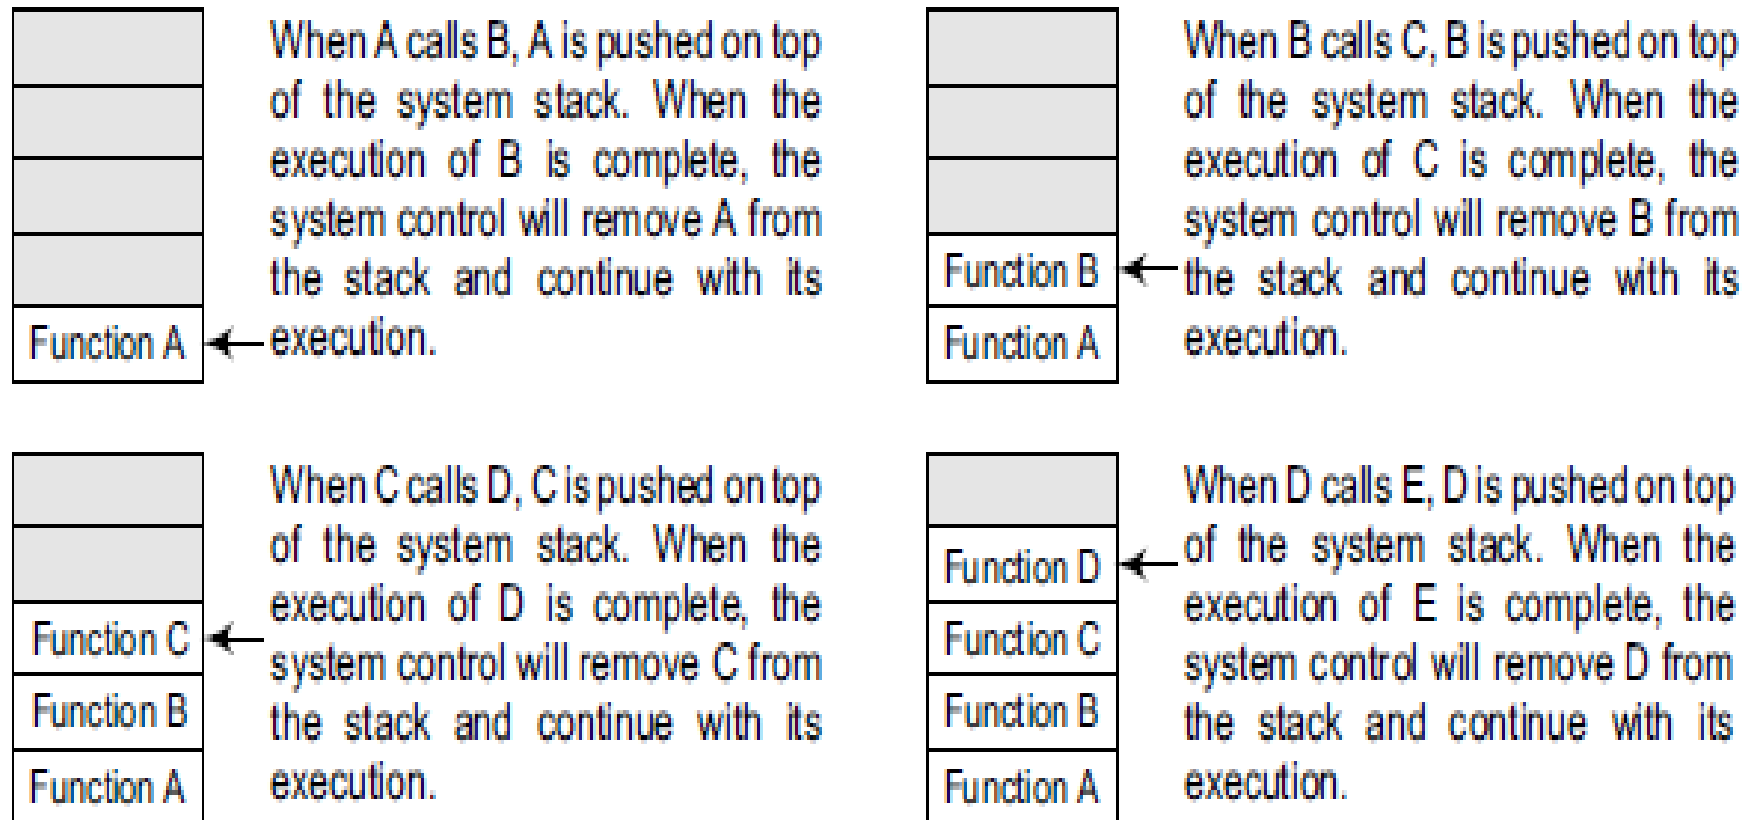 When A calls B, A is pushed on top
of the system stack. When the
execution of B is complete, the
system control will remove A from
the stack and continue with its
execution.
Function A
When B calls C, B is pushed on top
of the system stack. When the
execution of C is complete, the
system control will remove B from
the stack and continue with its
execution.
Function B
Function A
When C calls D, C is pushed on top
of the system stack. When the
execution of D is complete, the
system control will remove C from
the stack and continue with its
execution.
Function C
Function B
Function A
When D calls E, D is pushed on top
of the system stack. When the
execution of E is complete, the
system control will remove D from
the stack and continue with its
execution.
Function D
Function C
Function B
Function A